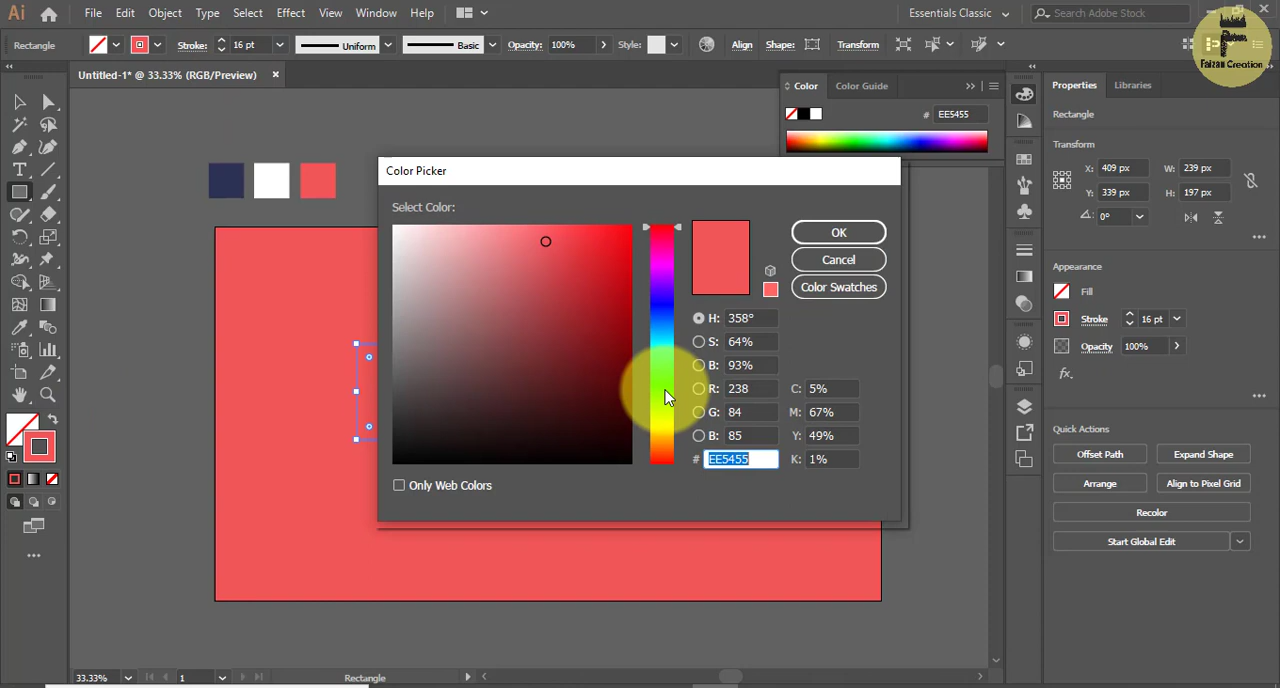 Ai File Edit Object Type Select Effect View Window Help Essentials Classic Search Adobe Stock
Rectangle Stroke: 16 pt Uniform Basic Opacity: 100% Style: Align Shape: Transform
Faizan Creation
Untitled-1* @ 33.33% (RGB/Preview) ×
Color Color Guide
# EE5455
Properties Libraries
Rectangle
Transform
X: 409 px W: 239 px
Y: 339 px H: 197 px
0°
Appearance
Fill
Stroke 16 pt
Opacity 100%
fx.
Quick Actions
Offset Path Expand Shape
Arrange Align to Pixel Grid
Recolor
Start Global Edit
Color Picker
Select Color:
OK
Cancel
Color Swatches
H: 358°
S: 64%
B: 93%
R: 238 C: 5%
G: 84 M: 67%
B: 85 Y: 49%
# EE5455 K: 1%
Only Web Colors
33.33% 1 Rectangle